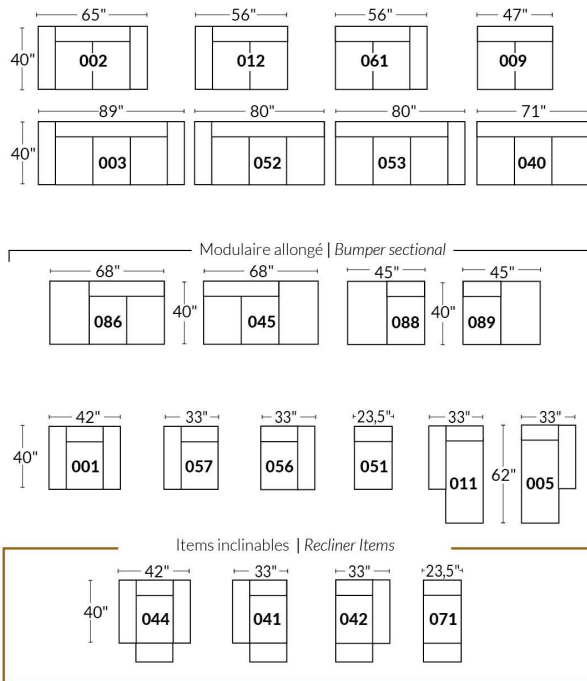 65" 56" 56" 47"
40" 002 012 061 009
89" 80" 80" 71"
40" 003 052 053 040
Modulaire allongé | Bumper sectional
68" 68" 45" 45"
086 40" 045 088 40" 089
42" 33" 33" 23,5" 33" 33"
40" 001 057 056 051 011 62" 005
Items inclinables | Recliner Items
42" 33" 33" 23,5"
40" 044 041 042 071